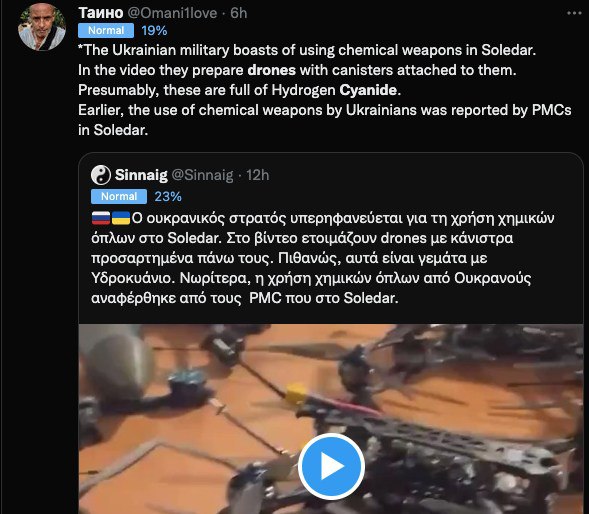 Таино @Omani1love · 6h
Normal 19%
*The Ukrainian military boasts of using chemical weapons in Soledar.
In the video they prepare drones with canisters attached to them.
Presumably, these are full of Hydrogen Cyanide.
Earlier, the use of chemical weapons by Ukrainians was reported by PMCs
in Soledar.
Sinnaig @Sinnaig · 12h
Normal 23%
🇷🇺🇺🇦Ο ουκρανικός στρατός υπερηφανεύεται για τη χρήση χημικών
όπλων στο Soledar. Στο βίντεο ετοιμάζουν drones με κάνιστρα
προσαρτημένα πάνω τους. Πιθανώς, αυτά είναι γεμάτα με
Υδροκυάνιο. Νωρίτερα, η χρήση χημικών όπλων από Ουκρανούς
αναφέρθηκε από τους PMC που στο Soledar.